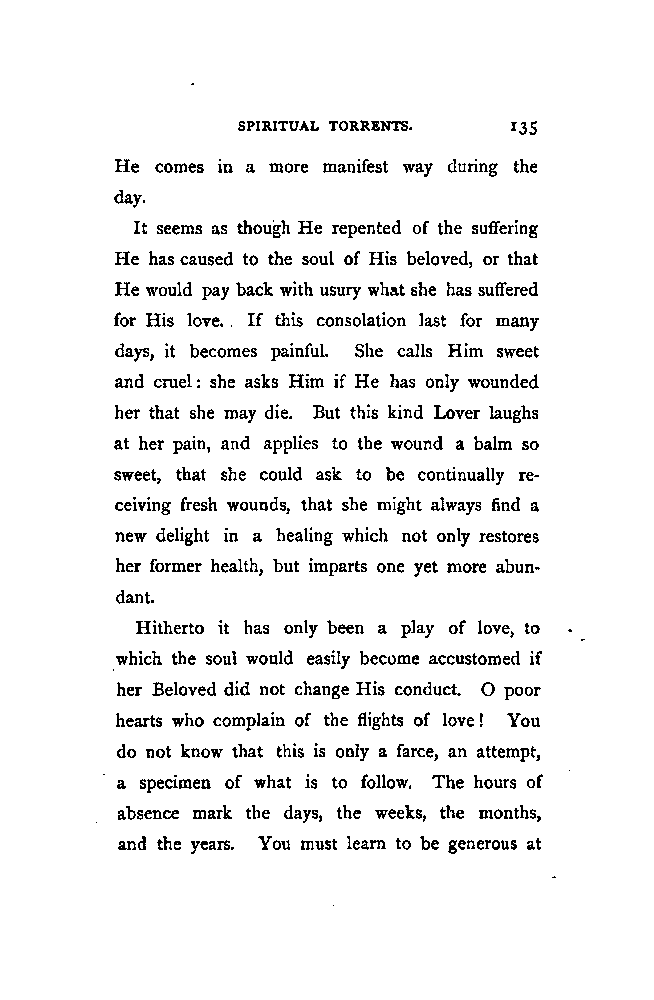 SPIRITUAL TORRENTS. 135
He comes in a more manifest way during the
day.
It seems as though He repented of the suffering
He has caused to the soul of His beloved, or that
He would pay back with usury what she has suffered
for His love. If this consolation last for many
days, it becomes painful. She calls Him sweet
and cruel: she asks Him if He has only wounded
her that she may die. But this kind Lover laughs
at her pain, and applies to the wound a balm so
sweet, that she could ask to be continually re-
ceiving fresh wounds, that she might always find a
new delight in a healing which not only restores
her former health, but imparts one yet more abun-
dant.
Hitherto it has only been a play of love, to
which the soul would easily become accustomed if
her Beloved did not change His conduct. O poor
hearts who complain of the flights of love! You
do not know that this is only a farce, an attempt,
a specimen of what is to follow. The hours of
absence mark the days, the weeks, the months,
and the years. You must learn to be generous at